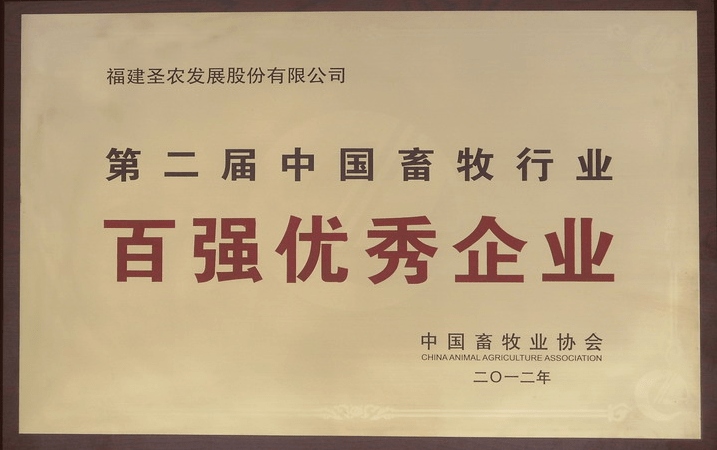 福建圣农发展股份有限公司
第二届中国畜牧行业
百强优秀企业
中国畜牧业协会
CHINA ANIMAL AGRICULTURE ASSOCIATION
二〇一二年